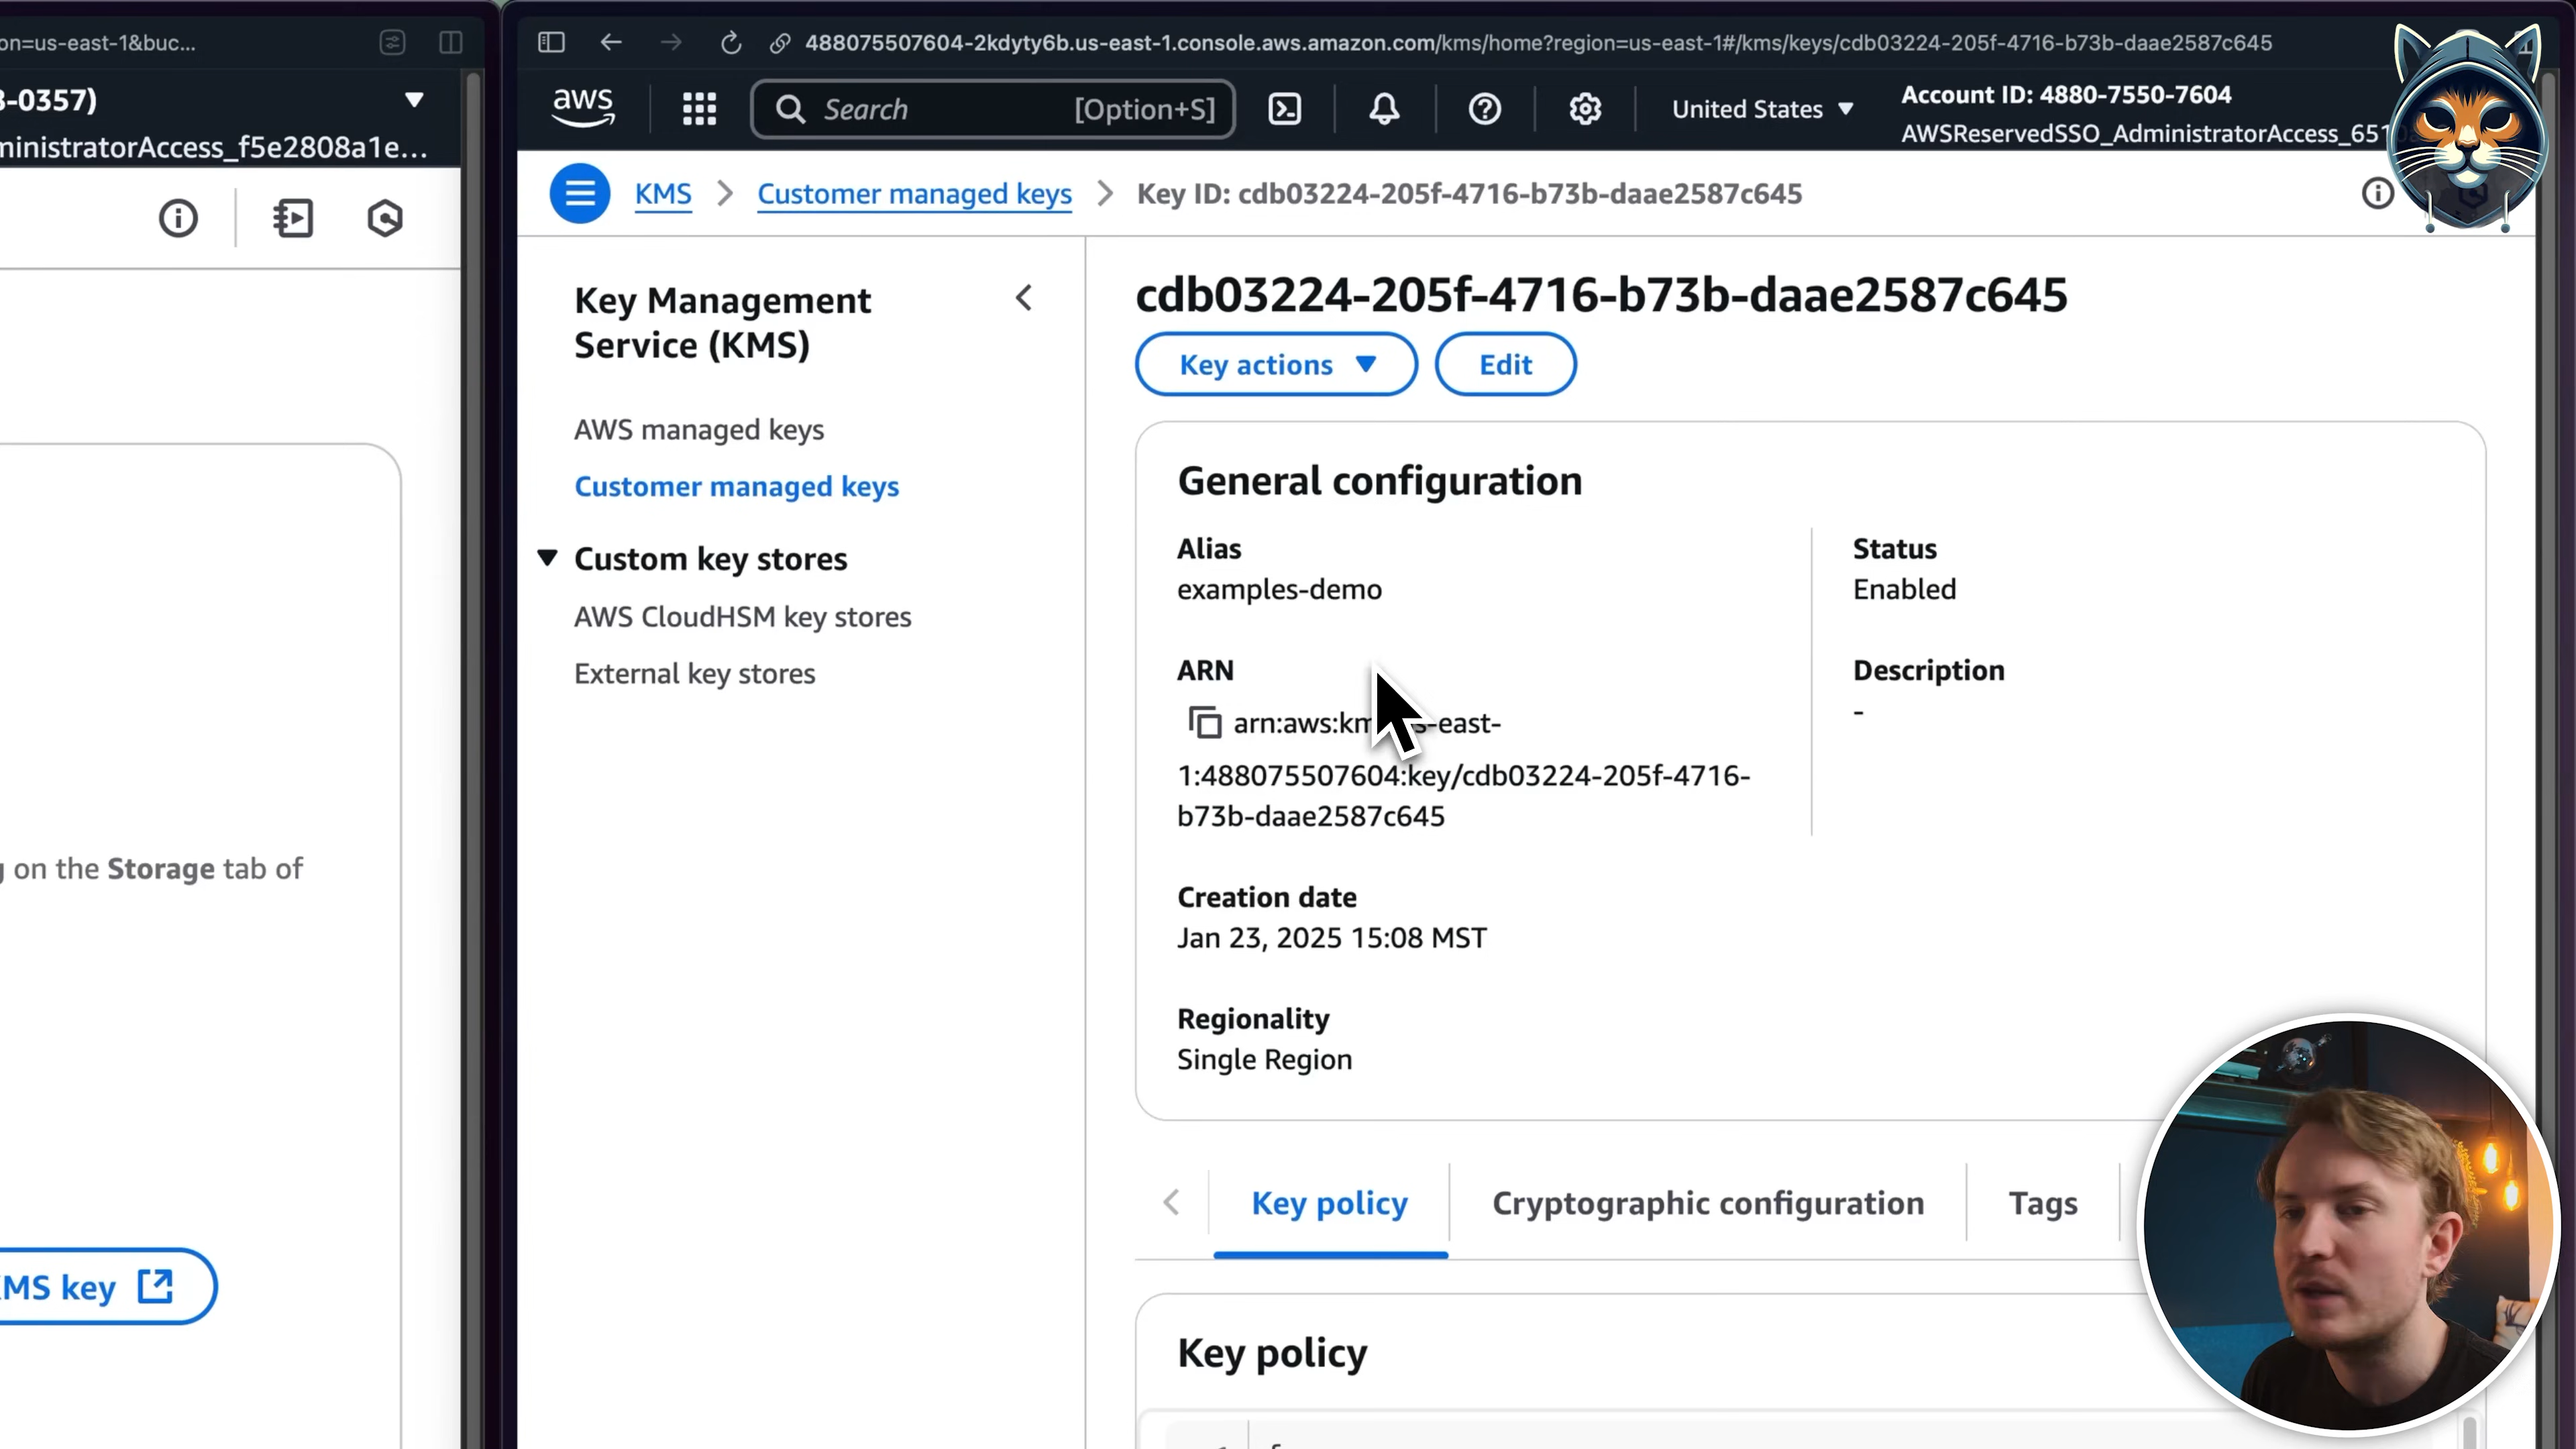 on=us-east-1&buc...
3-0357)
ministratorAccess_f5e2808a1e...
on the Storage tab of
MS key
488075507604-2kdyty6b.us-east-1.console.aws.amazon.com/kms/home?region=us-east-1#/kms/keys/cdb03224-205f-4716-b73b-daae2587c645
aws
Search [Option+S]
United States
Account ID: 4880-7550-7604
AWSReservedSSO_AdministratorAccess_651
KMS
Customer managed keys
Key ID: cdb03224-205f-4716-b73b-daae2587c645
Key Management
Service (KMS)
AWS managed keys
Customer managed keys
Custom key stores
AWS CloudHSM key stores
External key stores
cdb03224-205f-4716-b73b-daae2587c645
Key actions
Edit
General configuration
Alias
examples-demo
ARN
arn:aws:km s-east-
1:488075507604:key/cdb03224-205f-4716-
b73b-daae2587c645
Creation date
Jan 23, 2025 15:08 MST
Regionality
Single Region
Status
Enabled
Description
-
Key policy
Cryptographic configuration
Tags
Key policy